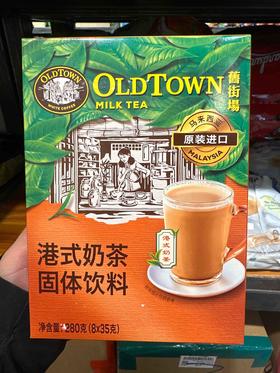 OLDTOWN
WHITE COFFEE
OLDTOWN
MILK TEA
舊街場
马来西亚
原装进口
MALAYSIA
港式奶茶
港式奶茶
固体饮料
净含量:280克(8x35克)